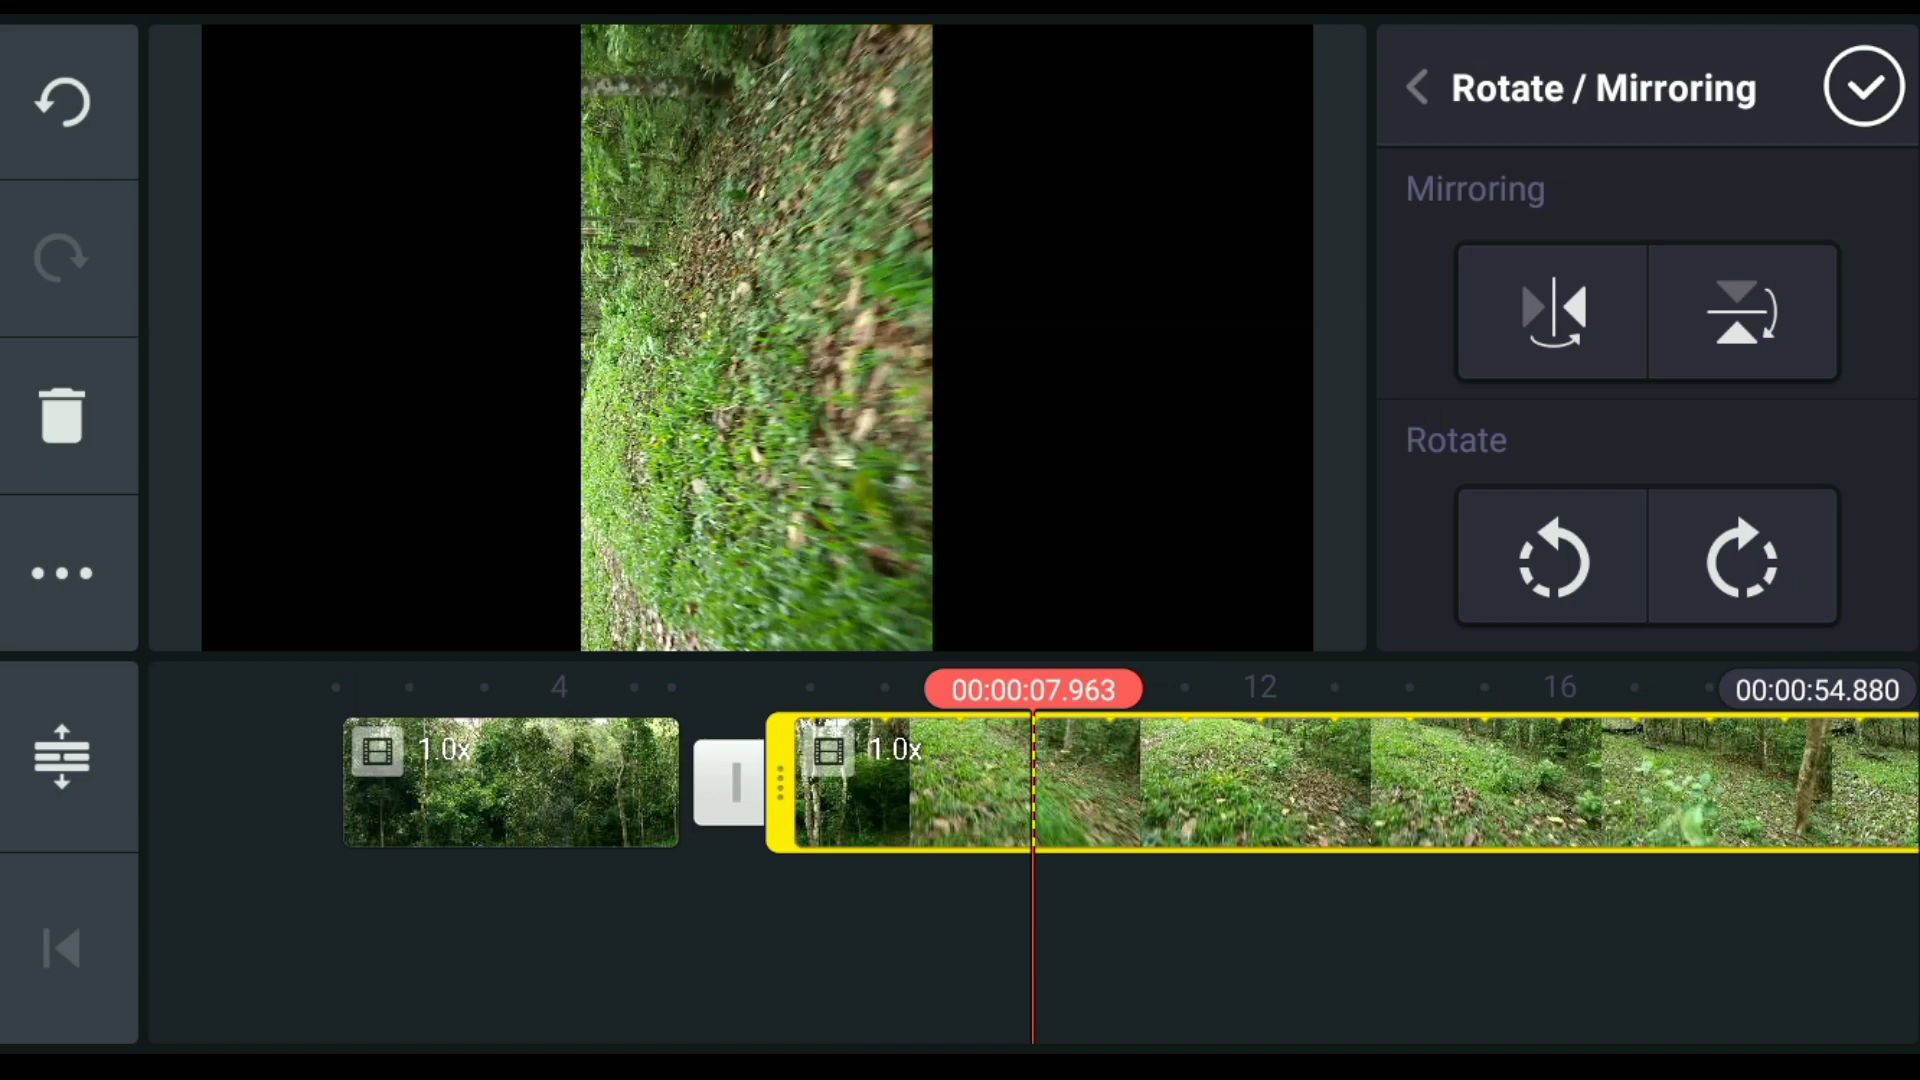 Rotate / Mirroring
Mirroring
Rotate
4
00:00:07.963
12
16
00:00:54.880
1.0x
1.0x